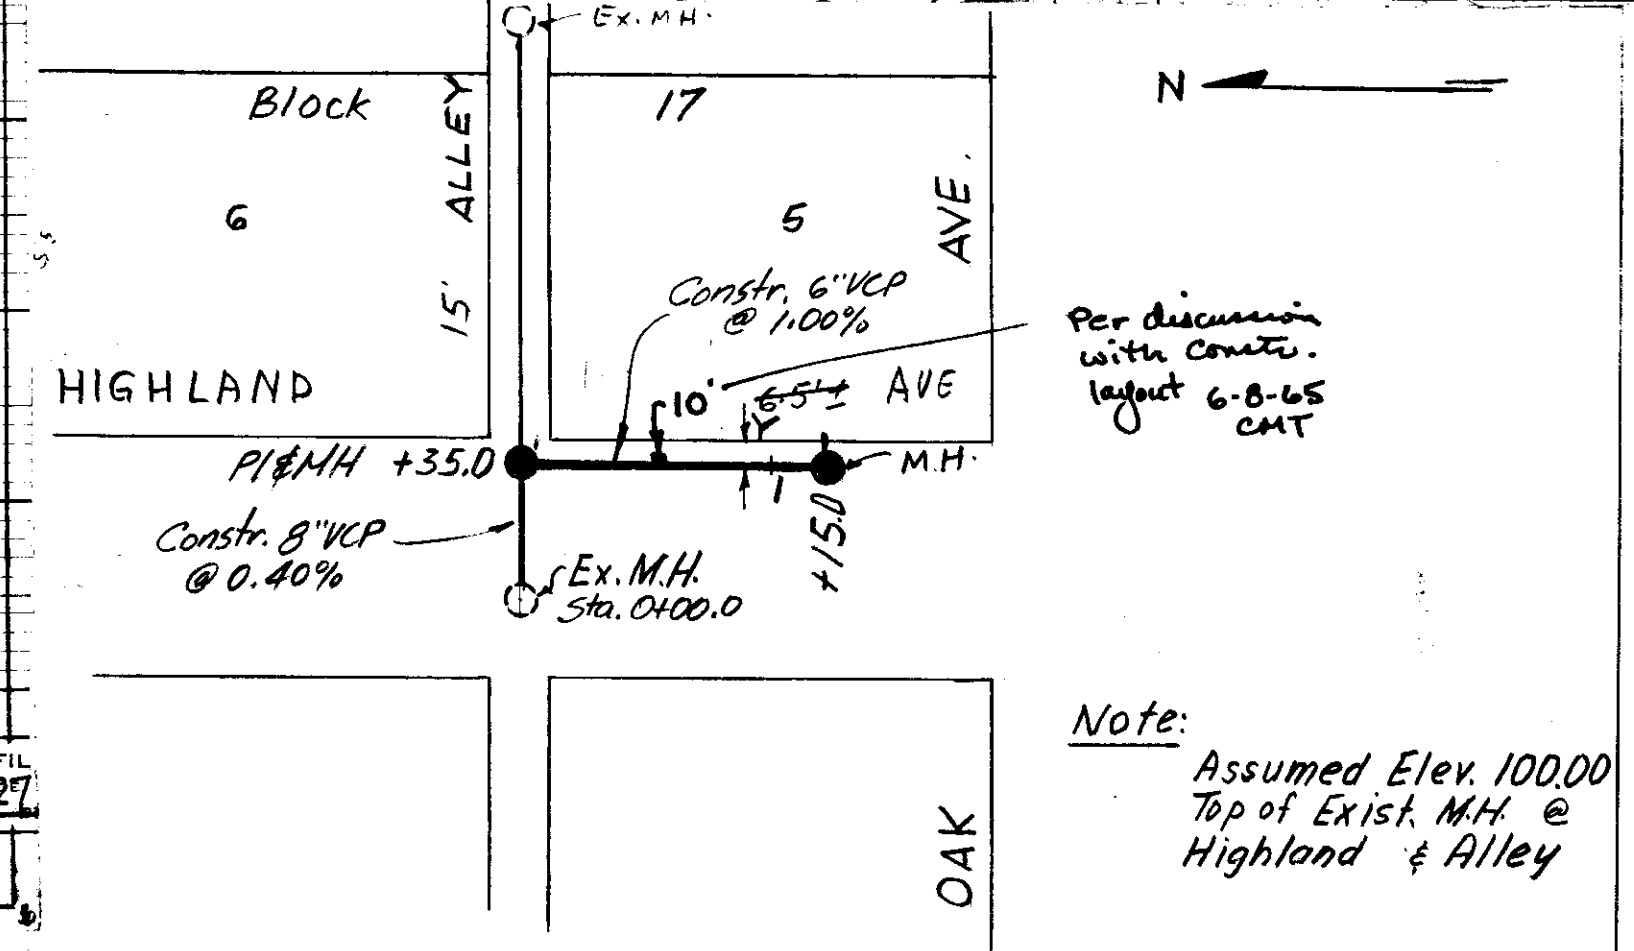 Ex. M.H.
N
Block 17
15' ALLEY
6
5
AVE.
Constr. 6"VCP
@ 1.00%
Per discussion
with Constr.
layout 6-8-65
CMT
HIGHLAND AVE
10'
6.5'±
PI & MH +35.0
M.H.
1
+15.0
Constr. 8"VCP
@ 0.40%
Ex. M.H.
Sta. 0+00.0
Note:
Assumed Elev. 100.00
Top of Exist. M.H. @
Highland & Alley
OAK